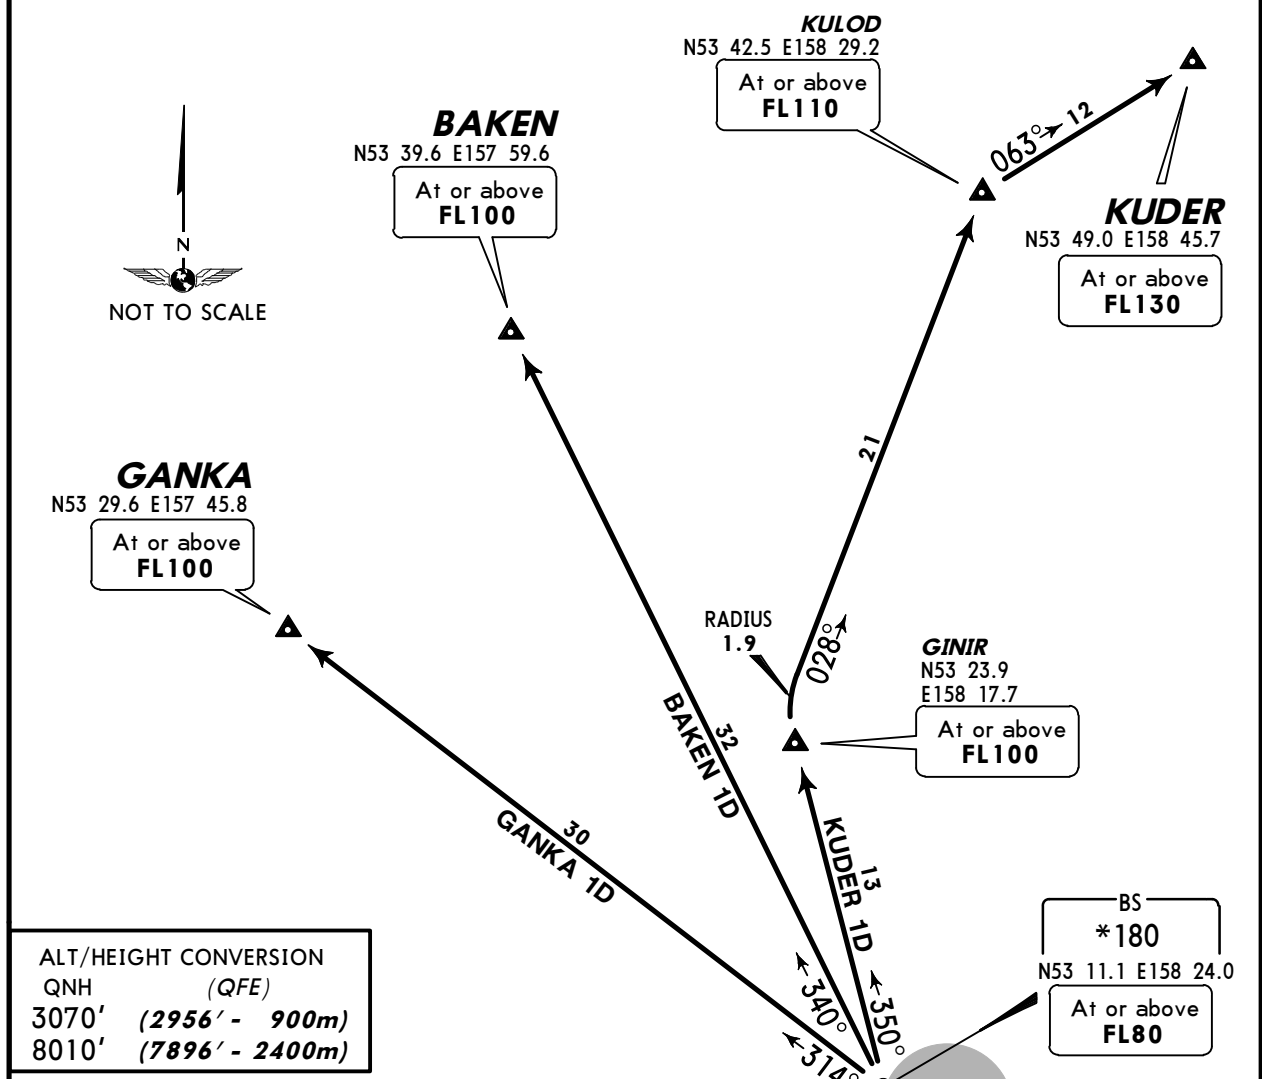 KULOD
N53 42.5 E158 29.2
At or above
FL110
063° 12
BAKEN
N53 39.6 E157 59.6
At or above
FL100
KUDER
N53 49.0 E158 45.7
At or above
FL130
N
NOT TO SCALE
21
GANKA
N53 29.6 E157 45.8
At or above
FL100
RADIUS
1.9
028°
GINIR
N53 23.9
E158 17.7
At or above
FL100
32
BAKEN 1D
30
GANKA 1D
13
KUDER 1D
BS
*180
N53 11.1 E158 24.0
At or above
FL80
340°
350°
314°
ALT/HEIGHT CONVERSION
QNH (QFE)
3070' (2956' - 900m)
8010' (7896' - 2400m)